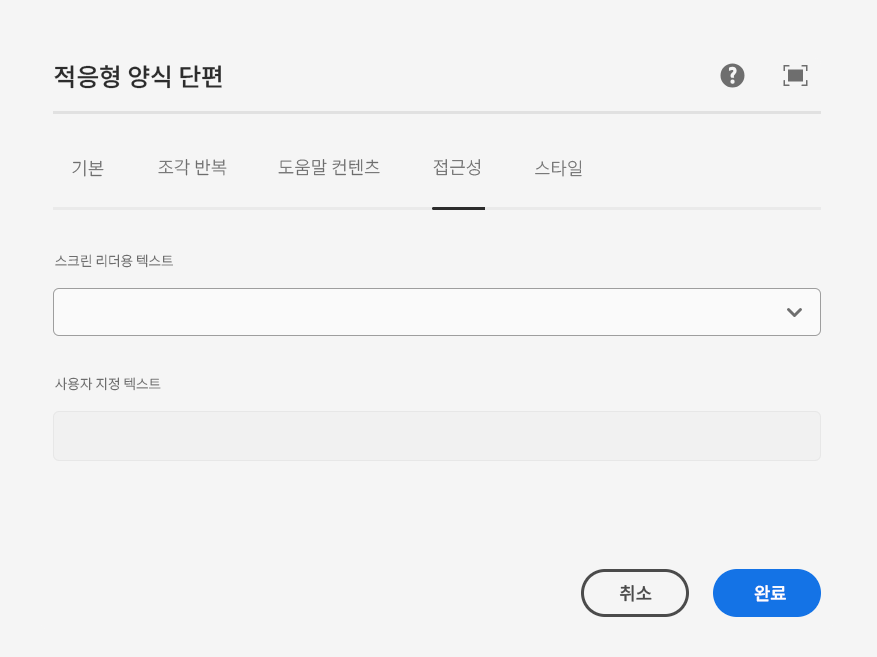 적응형 양식 단편
기본 조각 반복 도움말 컨텐츠 접근성 스타일
스크린 리더용 텍스트
사용자 지정 텍스트
취소 완료